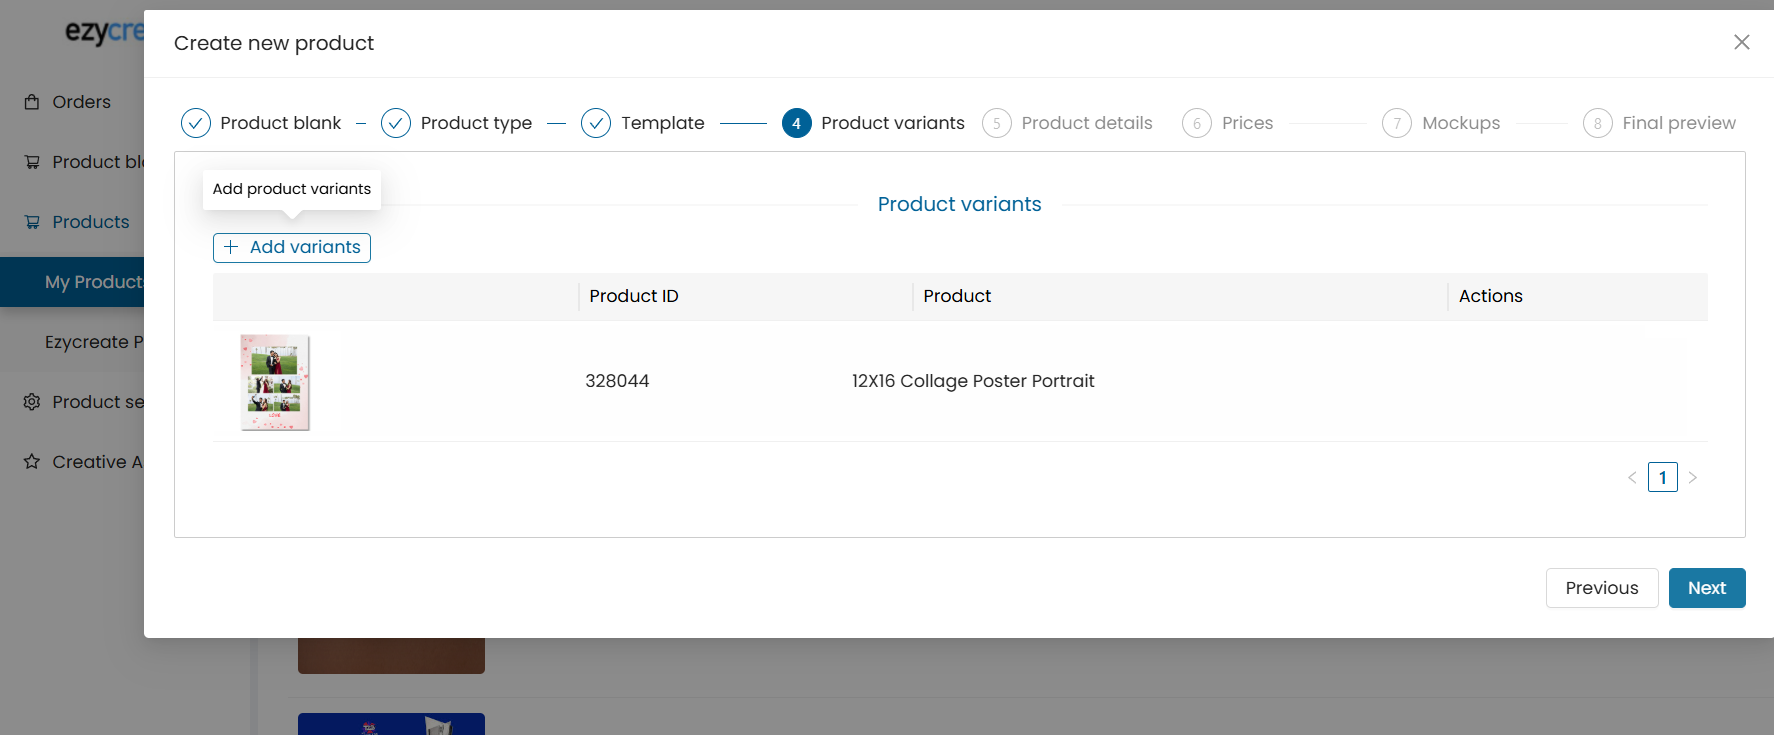 ezycre
Create new product
Orders
Product blank
Product type
Template
4 Product variants
5 Product details
6 Prices
7 Mockups
8 Final preview
Product bl
Add product variants
Product variants
Products
+ Add variants
My Products
Product ID
Product
Actions
Ezycreate P
328044
12X16 Collage Poster Portrait
LOVE
Product se
Creative A
< 1 >
Previous
Next